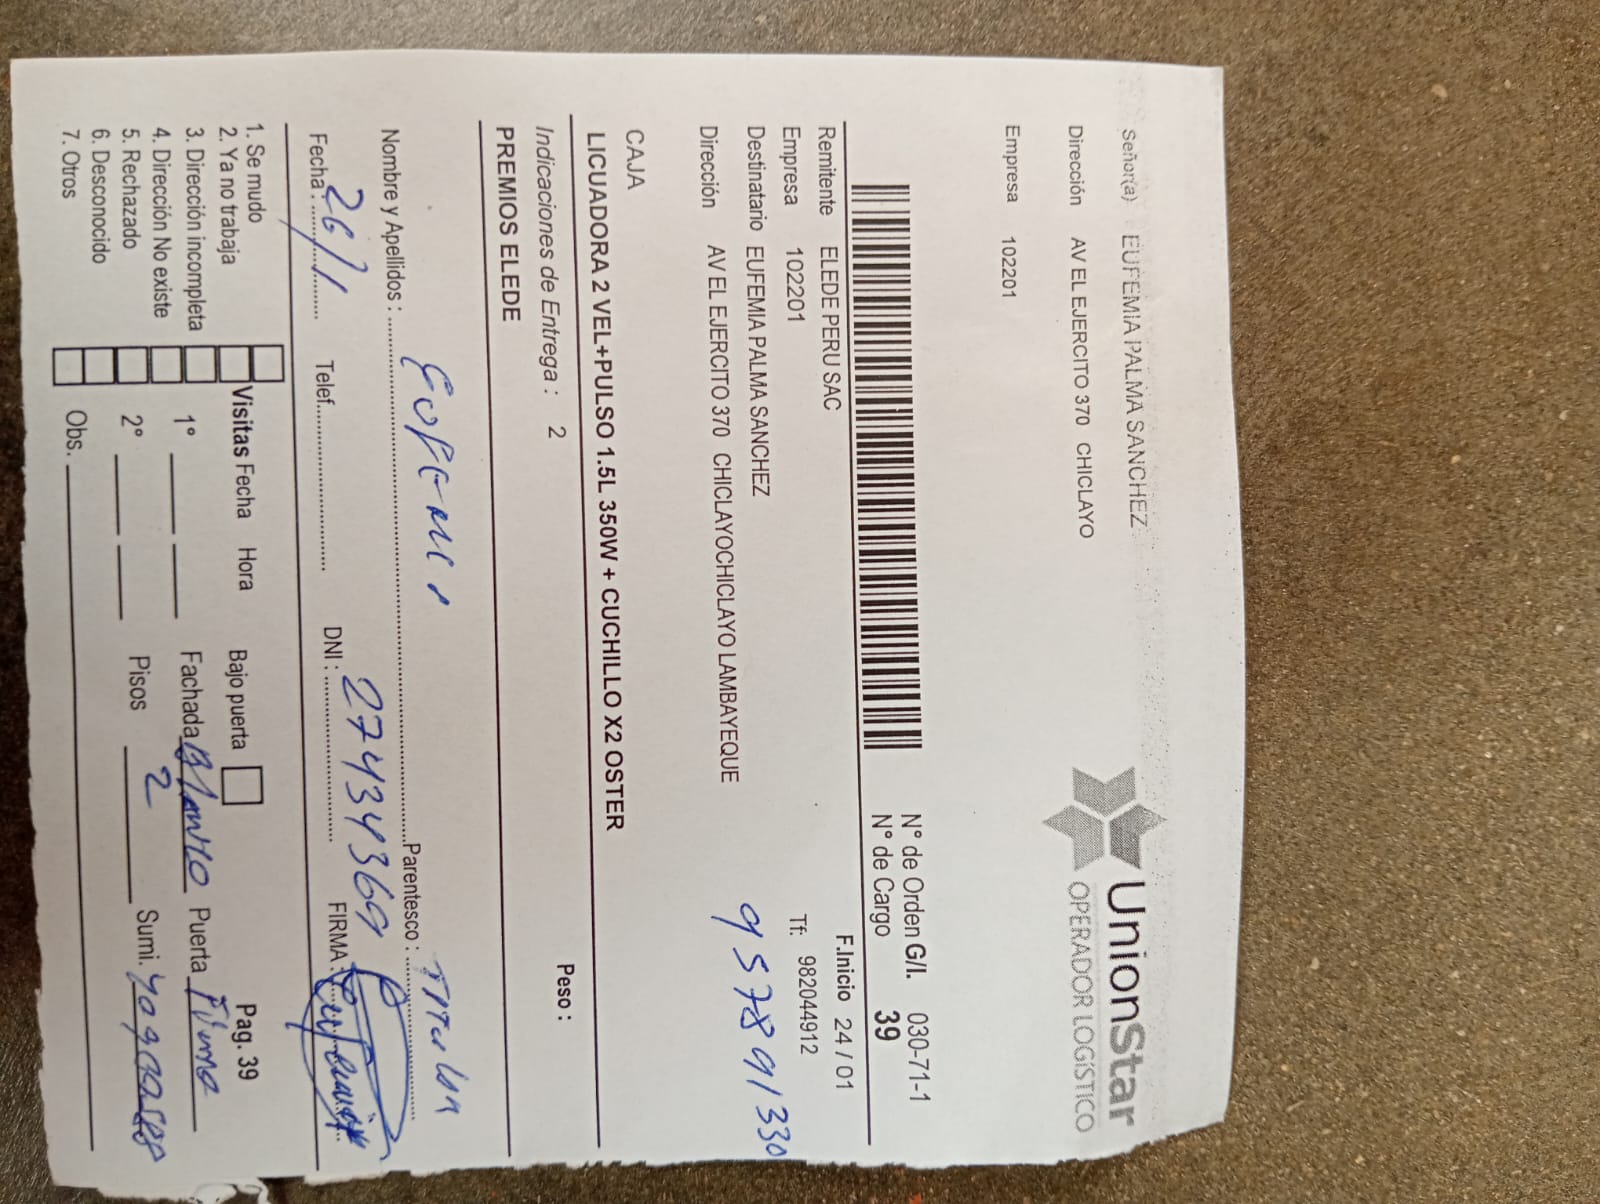 Señor(a) EUFEMIA PALMA SANCHEZ
UnionStar
OPERADOR LOGÍSTICO
Dirección AV EL EJERCITO 370 CHICLAYO
Empresa 102201
N° de Orden G/I. 030-71-1
N° de Cargo 39
Remitente ELEDE PERU SAC F.Inicio 24 / 01
Empresa 102201 Tf: 982044912
Destinatario EUFEMIA PALMA SANCHEZ
957891330
Dirección AV EL EJERCITO 370 CHICLAYOCHICLAYO LAMBAYEQUE
CAJA
LICUADORA 2 VEL+PULSO 1.5L 350W + CUCHILLO X2 OSTER
Indicaciones de Entrega : 2 Peso :
PREMIOS ELEDE
Nombre y Apellidos : Parentesco :
Fecha : 26/1 Telef. DNI : 27434369 FIRMA :
1. Se mudo
2. Ya no trabaja
3. Dirección incompleta
4. Dirección No existe
5. Rechazado
6. Desconocido
7. Otros
Visitas Fecha Hora Bajo puerta Pag. 39
1° Fachada Blanco Puerta
2° Pisos 2 Sumi.
Obs.